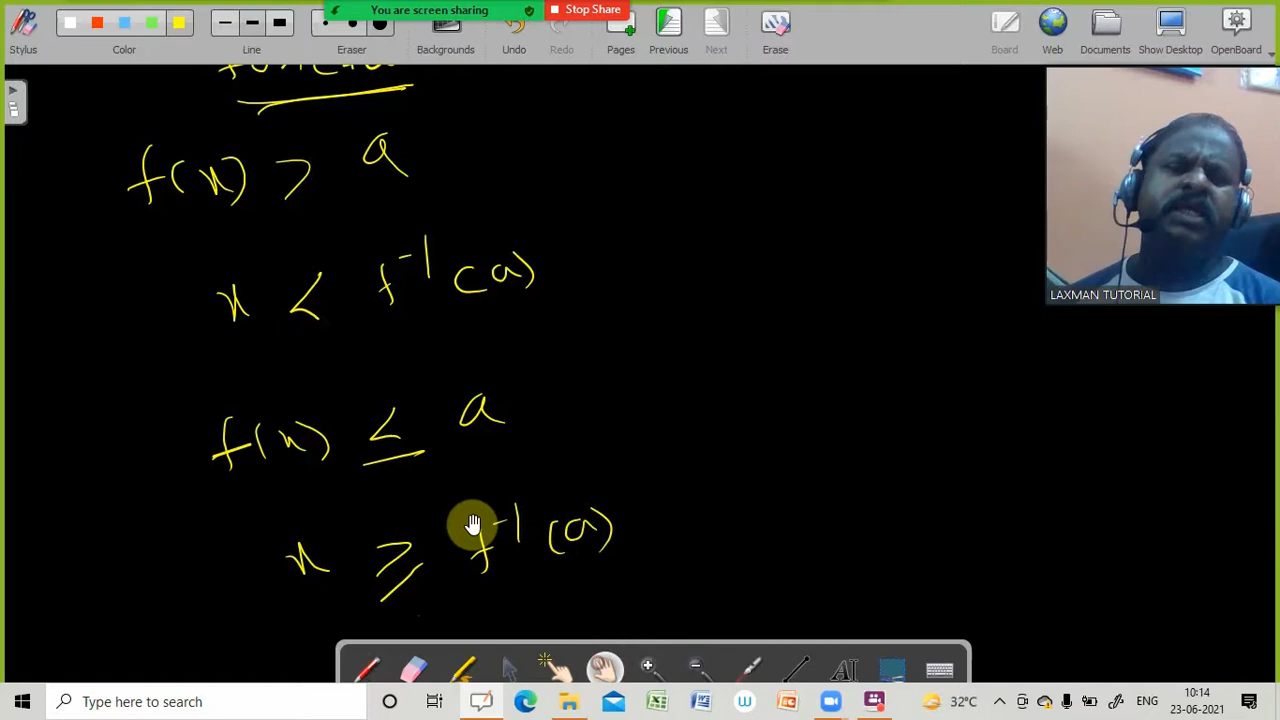 You are screen sharing
Stop Share
Stylus
Color
Line
Eraser
Backgrounds
Undo
Redo
Pages
Previous
Next
Erase
Board
Web
Documents
Show Desktop
OpenBoard
f(x) > a
x < f⁻¹(a)
f(x) ≤ a
x ≥ f⁻¹(a)
LAXMAN TUTORIAL
AI
Type here to search
32°C
ENG
10:14
23-06-2021